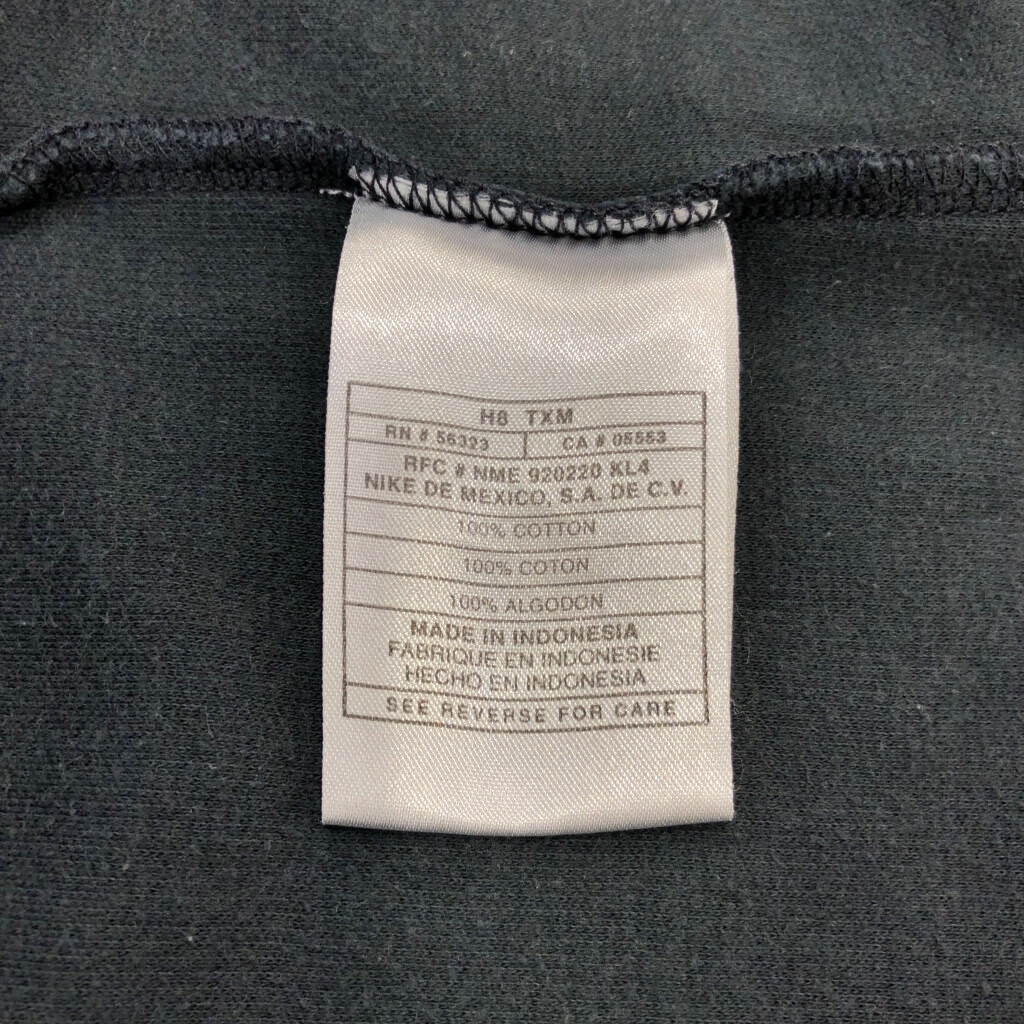 H8 TXM
RN # 56323 CA # 05553
RFC # NME 920220 KL4
NIKE DE MEXICO, S.A. DE C.V.
100% COTTON
100% COTON
100% ALGODON
MADE IN INDONESIA
FABRIQUE EN INDONESIE
HECHO EN INDONESIA
SEE REVERSE FOR CARE